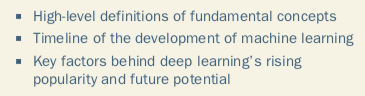 ▪ High-level definitions of fundamental concepts
▪ Timeline of the development of machine learning
▪ Key factors behind deep learning's rising
popularity and future potential